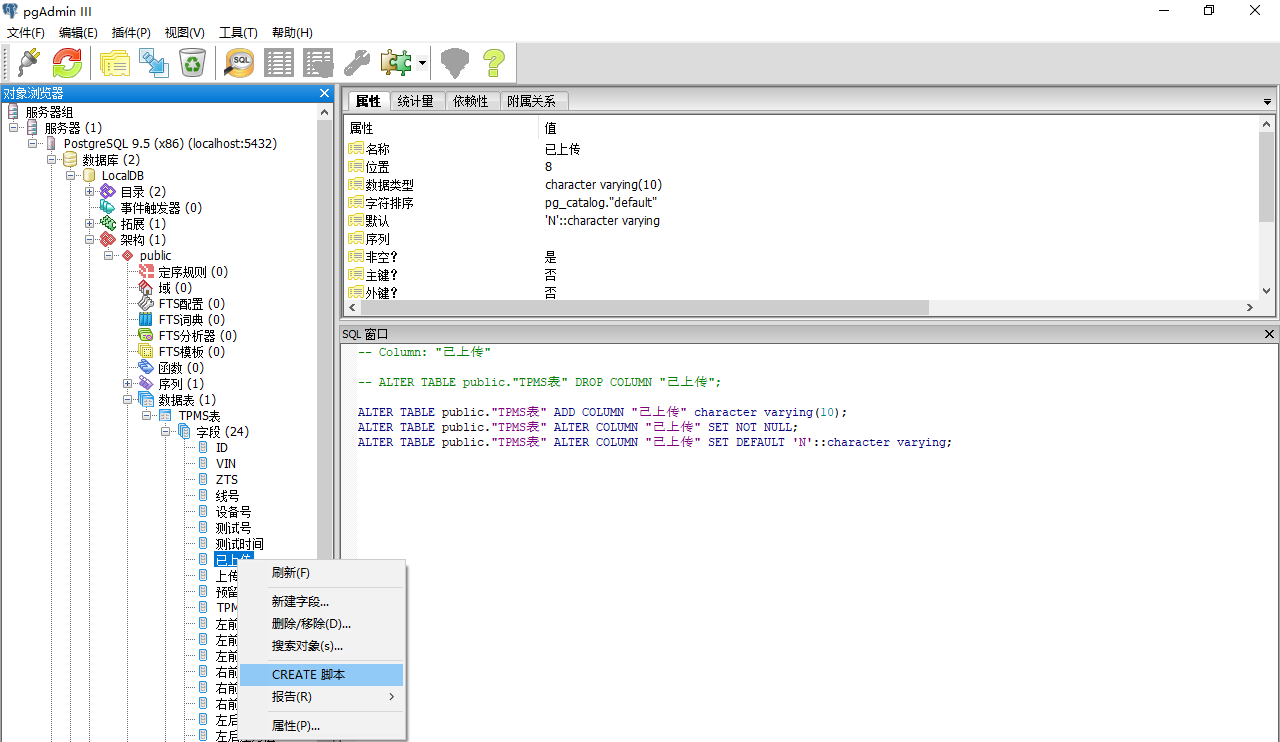 pgAdmin III
文件(F) 编辑(E) 插件(P) 视图(V) 工具(T) 帮助(H)
SQL
对象浏览器
服务器组
服务器 (1)
PostgreSQL 9.5 (x86) (localhost:5432)
数据库 (2)
LocalDB
目录 (2)
事件触发器 (0)
拓展 (1)
架构 (1)
public
定序规则 (0)
域 (0)
FTS配置 (0)
FTS词典 (0)
FTS分析器 (0)
FTS模板 (0)
函数 (0)
序列 (1)
数据表 (1)
TPMS表
字段 (24)
ID
VIN
ZTS
线号
设备号
测试号
测试时间
已上传
上传
预留
TPM
左前
左前
左前
右前
右前
右前
左后
刷新(F)
新建字段...
删除/移除(D)...
搜索对象(s)...
CREATE 脚本
报告(R)
属性(P)...
属性 统计量 依赖性 附属关系
属性 值
名称 已上传
位置 8
数据类型 character varying(10)
字符排序 pg_catalog."default"
默认 'N'::character varying
序列
非空? 是
主键? 否
外键? 否
SQL 窗口
-- Column: "已上传"
-- ALTER TABLE public."TPMS表" DROP COLUMN "已上传";
ALTER TABLE public."TPMS表" ADD COLUMN "已上传" character varying(10);
ALTER TABLE public."TPMS表" ALTER COLUMN "已上传" SET NOT NULL;
ALTER TABLE public."TPMS表" ALTER COLUMN "已上传" SET DEFAULT 'N'::character varying;